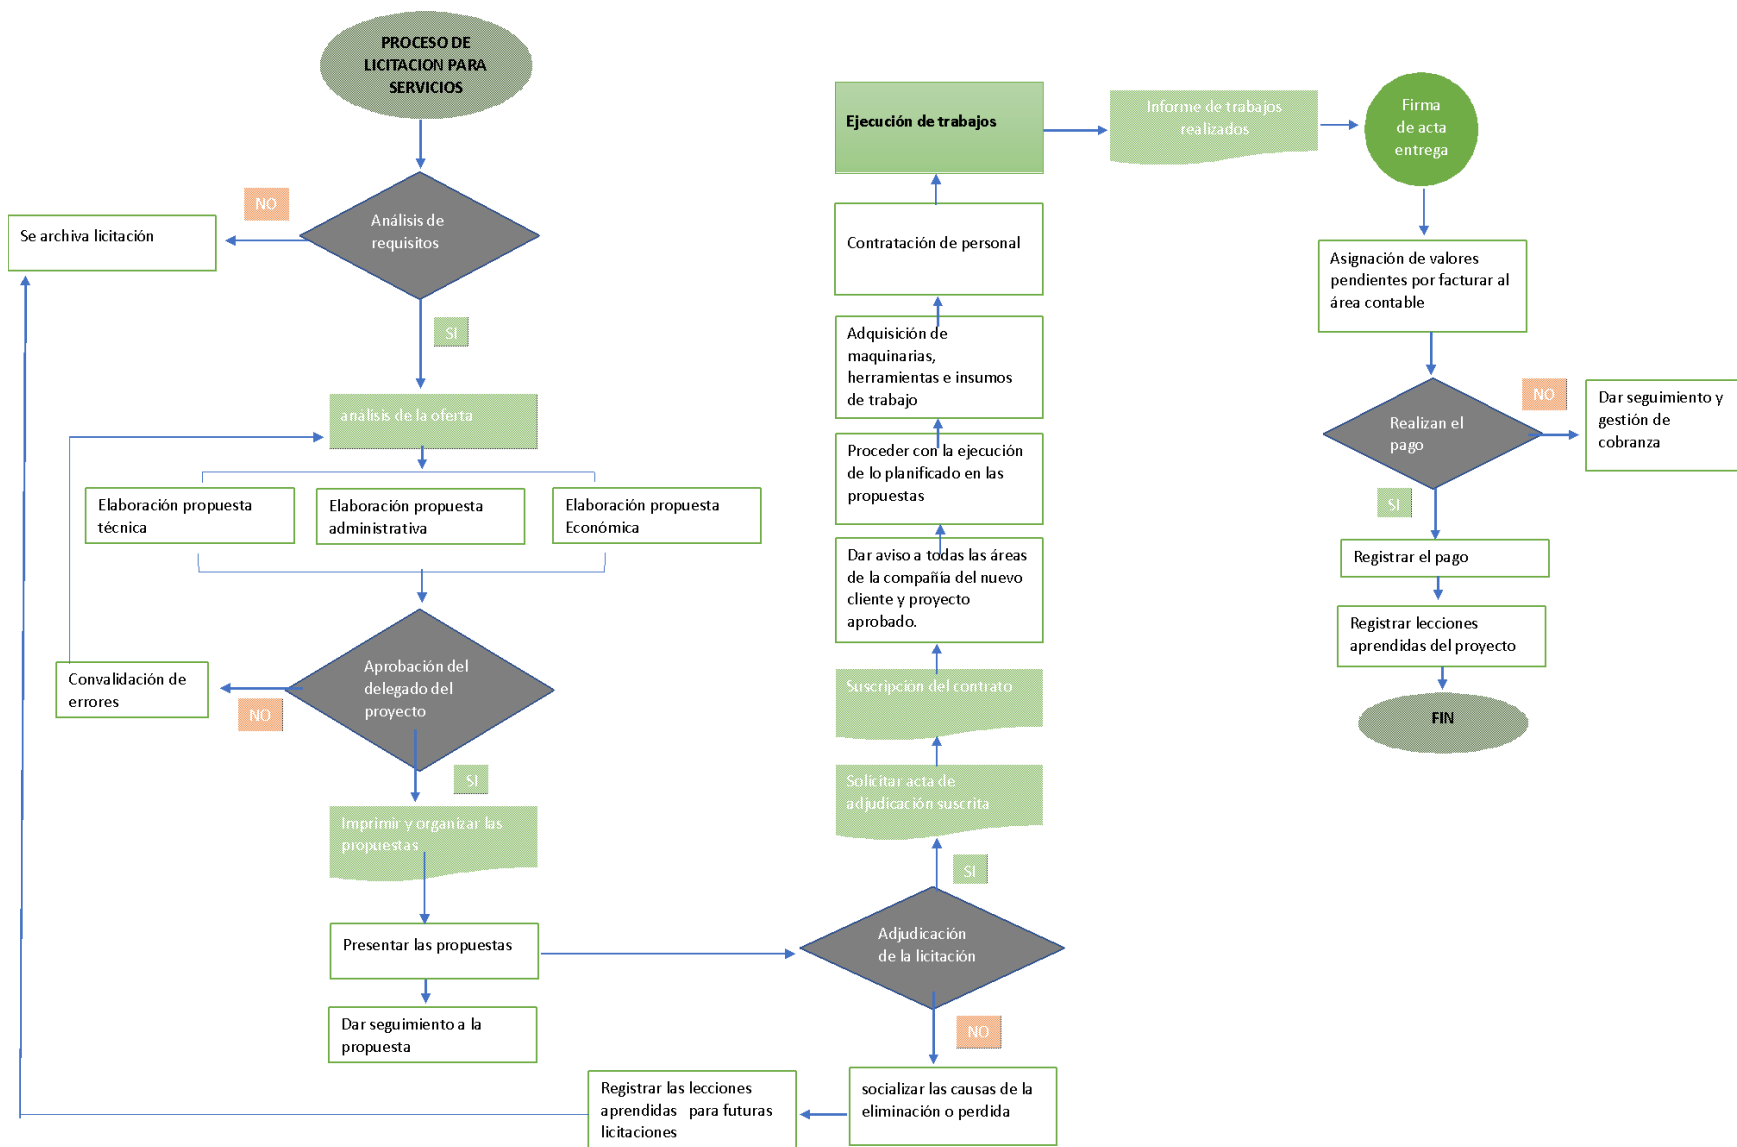 PROCESO DE
LICITACION PARA
SERVICIOS
NO
Análisis de
requisitos
Se archiva licitación
SI
análisis de la oferta
Elaboración propuesta
técnica
Elaboración propuesta
administrativa
Elaboración propuesta
Económica
Aprobación del
delegado del
proyecto
Convalidación de
errores
NO
SI
Imprimir y organizar las
propuestas
Presentar las propuestas
Dar seguimiento a la
propuesta
Adjudicación
de la licitación
NO
socializar las causas de la
eliminación o perdida
Registrar las lecciones
aprendidas para futuras
licitaciones
SI
Solicitar acta de
adjudicación suscrita
Suscripción del contrato
Dar aviso a todas las áreas
de la compañía del nuevo
cliente y proyecto
aprobado.
Proceder con la ejecución
de lo planificado en las
propuestas
Adquisición de
maquinarias,
herramientas e insumos
de trabajo
Contratación de personal
Ejecución de trabajos
Informe de trabajos
realizados
Firma
de acta
entrega
Asignación de valores
pendientes por facturar al
área contable
Realizan el
pago
NO
Dar seguimiento y
gestión de
cobranza
SI
Registrar el pago
Registrar lecciones
aprendidas del proyecto
FIN